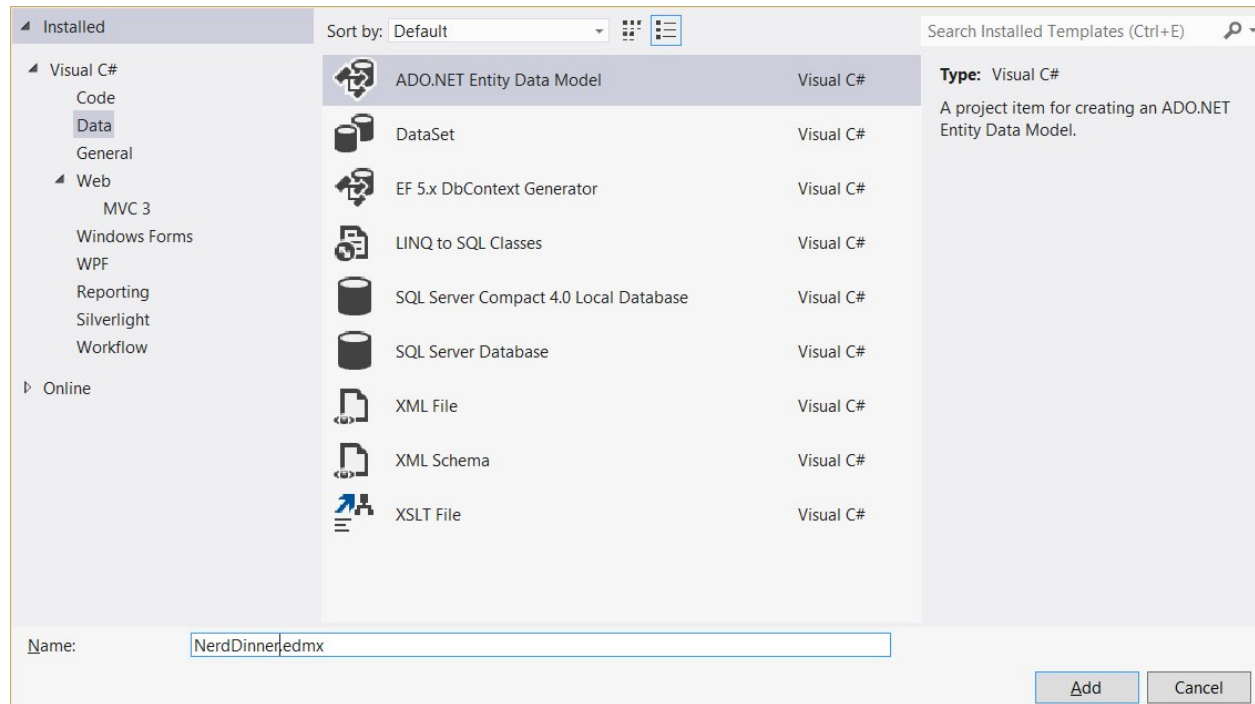 Installed
Sort by: Default
Search Installed Templates (Ctrl+E)
Visual C#
Code
Data
General
Web
MVC 3
Windows Forms
WPF
Reporting
Silverlight
Workflow
Online
ADO.NET Entity Data Model Visual C#
DataSet Visual C#
EF 5.x DbContext Generator Visual C#
LINQ to SQL Classes Visual C#
SQL Server Compact 4.0 Local Database Visual C#
SQL Server Database Visual C#
XML File Visual C#
XML Schema Visual C#
XSLT File Visual C#
Type: Visual C#
A project item for creating an ADO.NET
Entity Data Model.
Name: NerdDinner.edmx
Add Cancel